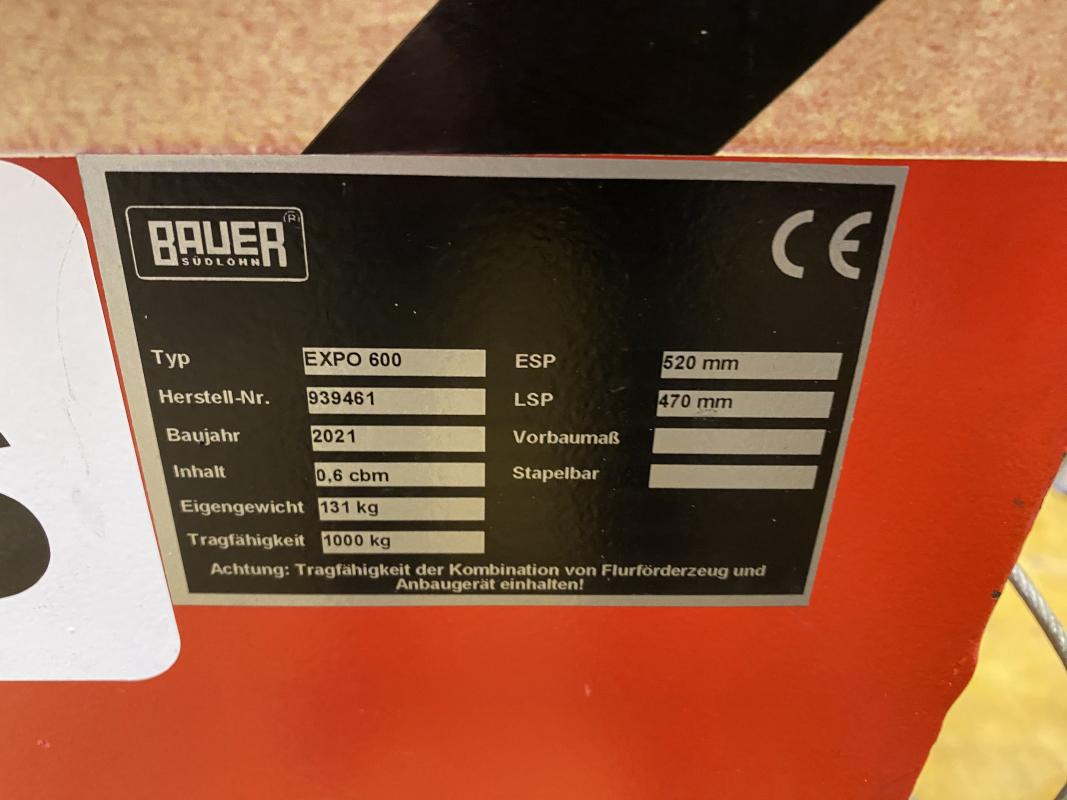 BAUER ®
SÜDLOHN
CE
Typ EXPO 600 ESP 520 mm
Herstell-Nr. 939461 LSP 470 mm
Baujahr 2021 Vorbaumaß
Inhalt 0,6 cbm Stapelbar
Eigengewicht 131 kg
Tragfähigkeit 1000 kg
Achtung: Tragfähigkeit der Kombination von Flurförderzeug und
Anbaugerät einhalten!